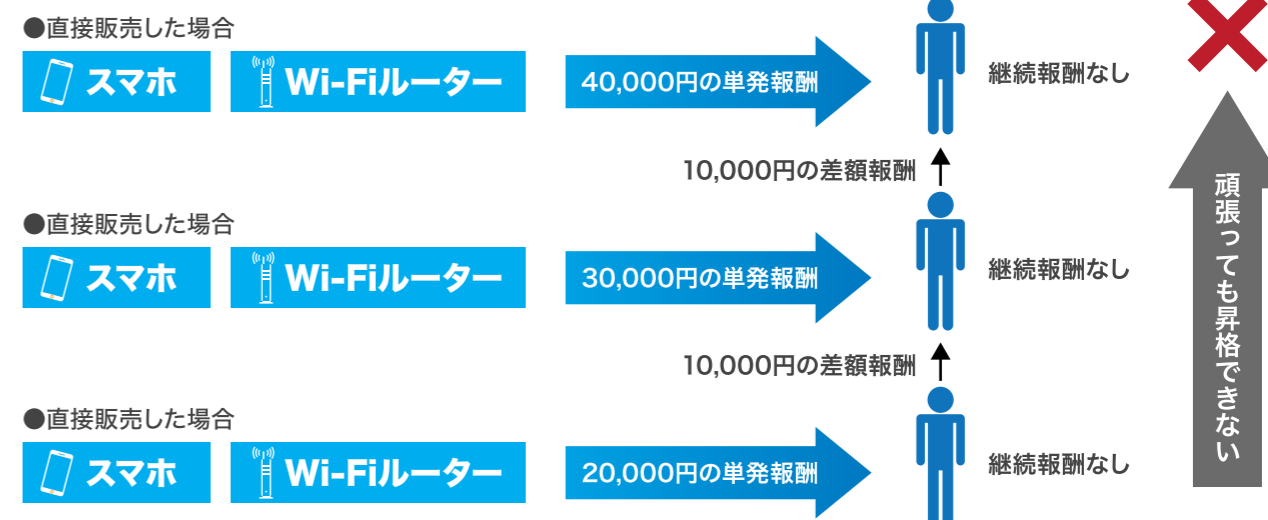 ●直接販売した場合
スマホ
Wi-Fiルーター
40,000円の単発報酬
継続報酬なし
10,000円の差額報酬
●直接販売した場合
スマホ
Wi-Fiルーター
30,000円の単発報酬
継続報酬なし
10,000円の差額報酬
●直接販売した場合
スマホ
Wi-Fiルーター
20,000円の単発報酬
継続報酬なし
頑張っても昇格できない